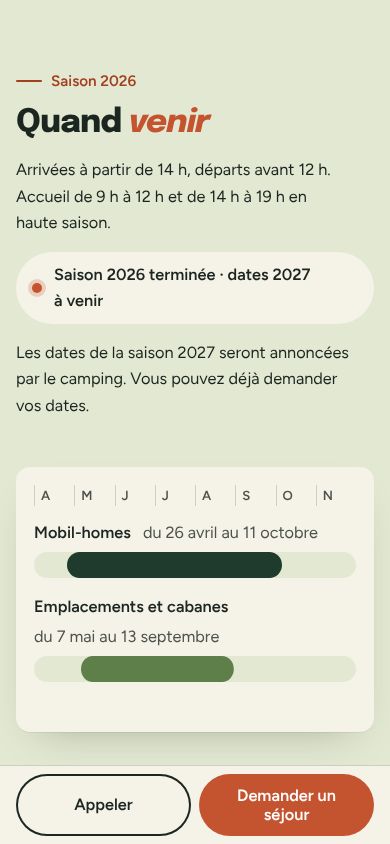 Saison 2026
Quand venir
Arrivées à partir de 14 h, départs avant 12 h.
Accueil de 9 h à 12 h et de 14 h à 19 h en
haute saison.
Saison 2026 terminée · dates 2027
à venir
Les dates de la saison 2027 seront annoncées
par le camping. Vous pouvez déjà demander
vos dates.
A M J J A S O N
Mobil-homes du 26 avril au 11 octobre
Emplacements et cabanes
du 7 mai au 13 septembre
Appeler
Demander un
séjour